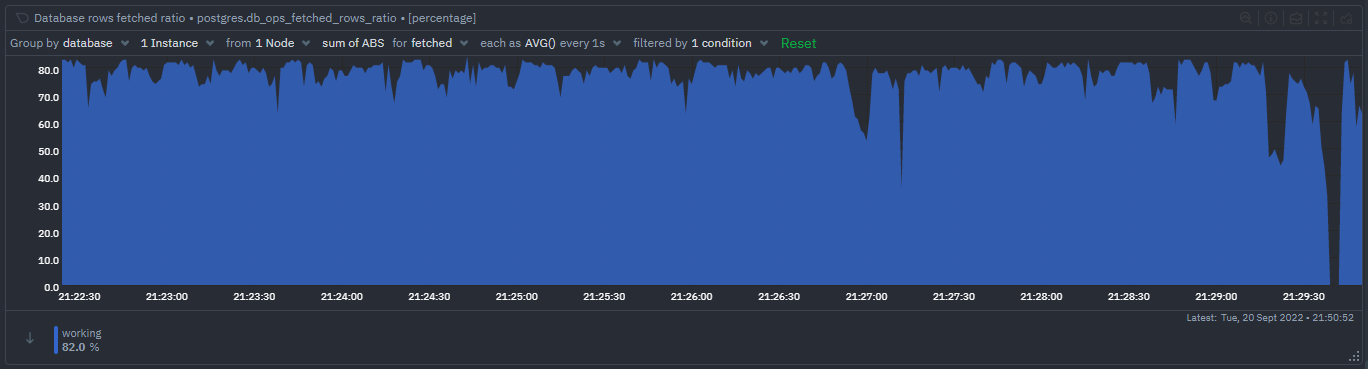 Database rows fetched ratio • postgres.db_ops_fetched_rows_ratio • [percentage]
Group by database 1 Instance from 1 Node sum of ABS for fetched each as AVG() every 1s filtered by 1 condition Reset
80.0
70.0
60.0
50.0
40.0
30.0
20.0
10.0
0.0
21:22:30 21:23:00 21:23:30 21:24:00 21:24:30 21:25:00 21:25:30 21:26:00 21:26:30 21:27:00 21:27:30 21:28:00 21:28:30 21:29:00 21:29:30
Latest: Tue, 20 Sept 2022 • 21:50:52
working
82.0 %